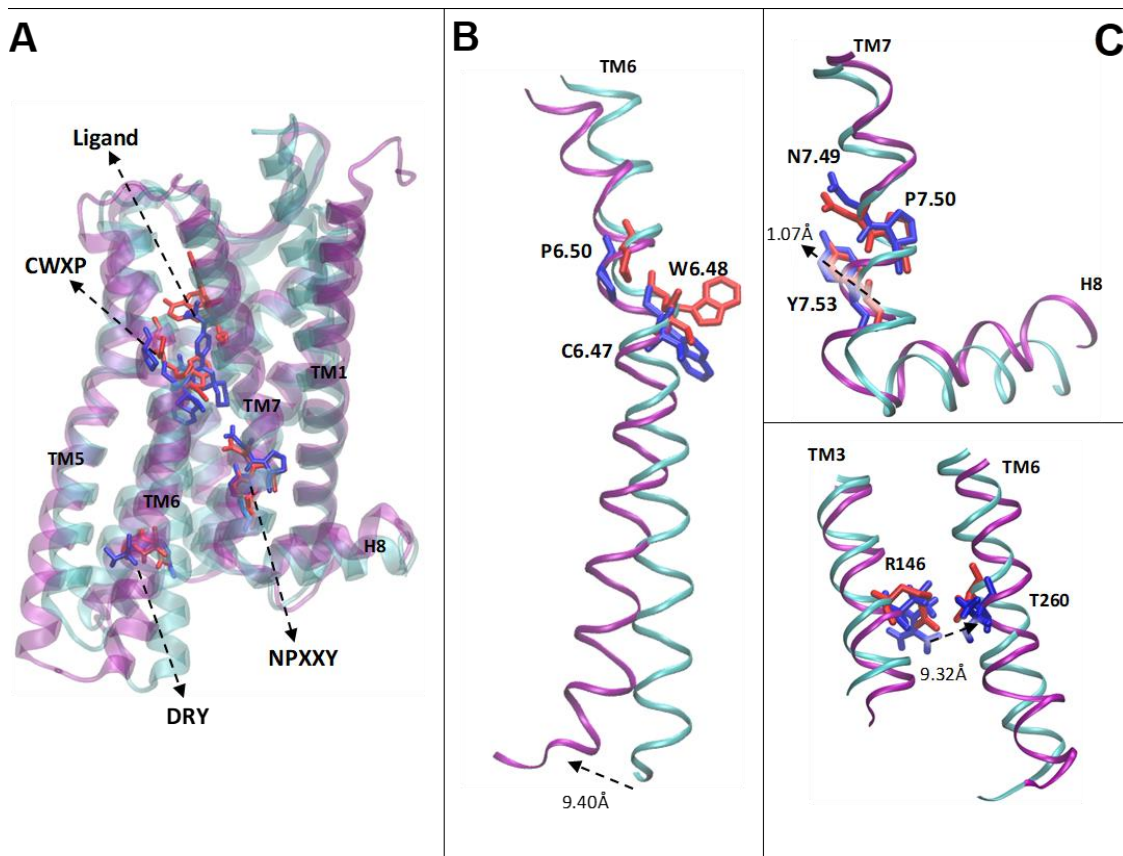 A
Ligand
CWXP
TM1
TM7
TM5
TM6
H8
NPXXY
DRY
B
TM6
P6.50
W6.48
C6.47
9.40Å
C
TM7
N7.49
P7.50
1.07Å
Y7.53
H8
TM3
TM6
R146
T260
9.32Å